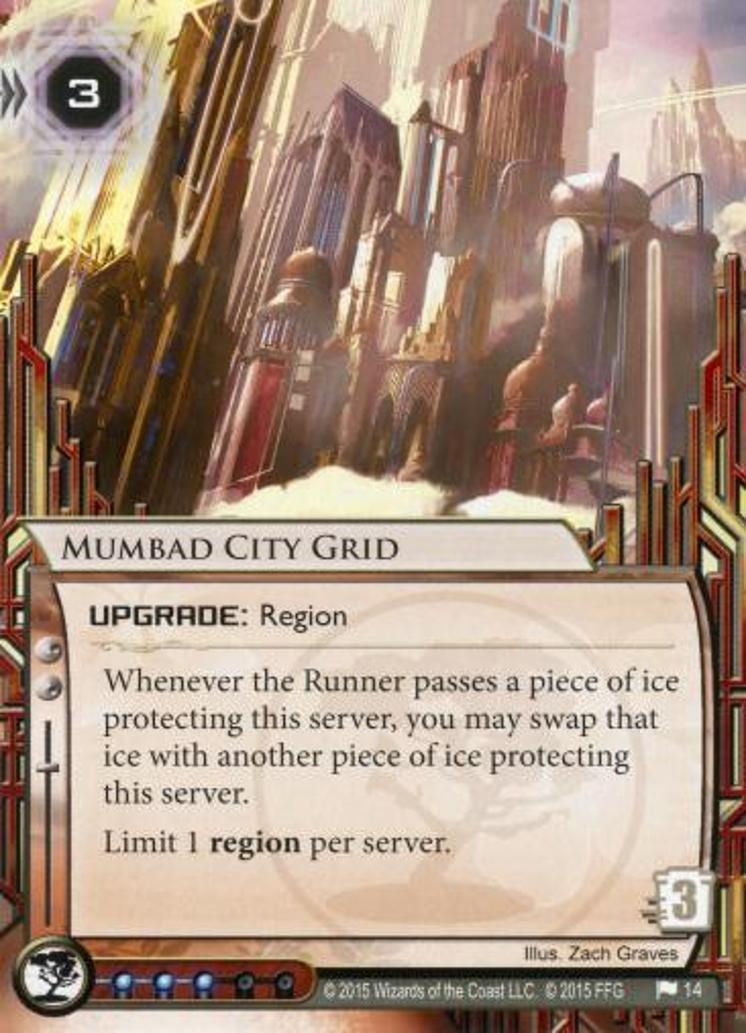 3
MUMBAD CITY GRID
UPGRADE: Region
Whenever the Runner passes a piece of ice
protecting this server, you may swap that
ice with another piece of ice protecting
this server.
Limit 1 region per server.
3
Illus. Zach Graves
© 2015 Wizards of the Coast LLC. © 2015 FFG 14